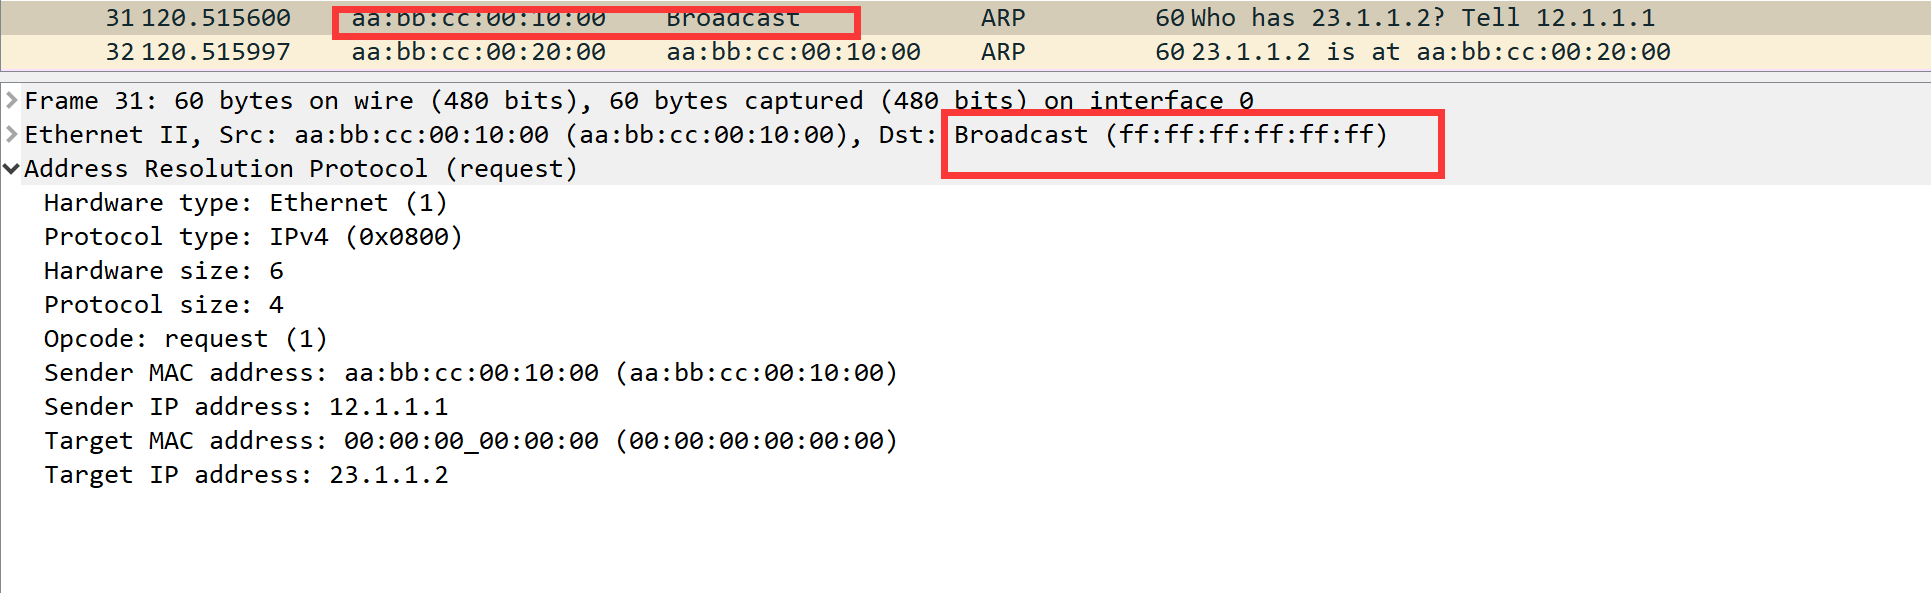 31 120.515600 aa:bb:cc:00:10:00 Broadcast ARP 60 Who has 23.1.1.2? Tell 12.1.1.1
32 120.515997 aa:bb:cc:00:20:00 aa:bb:cc:00:10:00 ARP 60 23.1.1.2 is at aa:bb:cc:00:20:00
Frame 31: 60 bytes on wire (480 bits), 60 bytes captured (480 bits) on interface 0
Ethernet II, Src: aa:bb:cc:00:10:00 (aa:bb:cc:00:10:00), Dst: Broadcast (ff:ff:ff:ff:ff:ff)
Address Resolution Protocol (request)
Hardware type: Ethernet (1)
Protocol type: IPv4 (0x0800)
Hardware size: 6
Protocol size: 4
Opcode: request (1)
Sender MAC address: aa:bb:cc:00:10:00 (aa:bb:cc:00:10:00)
Sender IP address: 12.1.1.1
Target MAC address: 00:00:00_00:00:00 (00:00:00:00:00:00)
Target IP address: 23.1.1.2